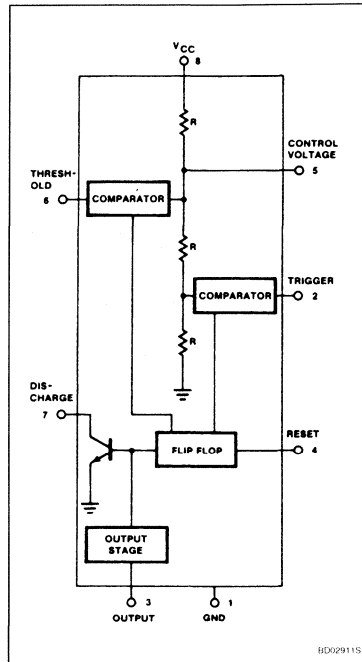 VCC
8
R
CONTROL
VOLTAGE
5
THRESH-
OLD
6
COMPARATOR
R
COMPARATOR
TRIGGER
2
R
DIS-
CHARGE
7
FLIP FLOP
RESET
4
OUTPUT
STAGE
3
OUTPUT
1
GND
BD02911S